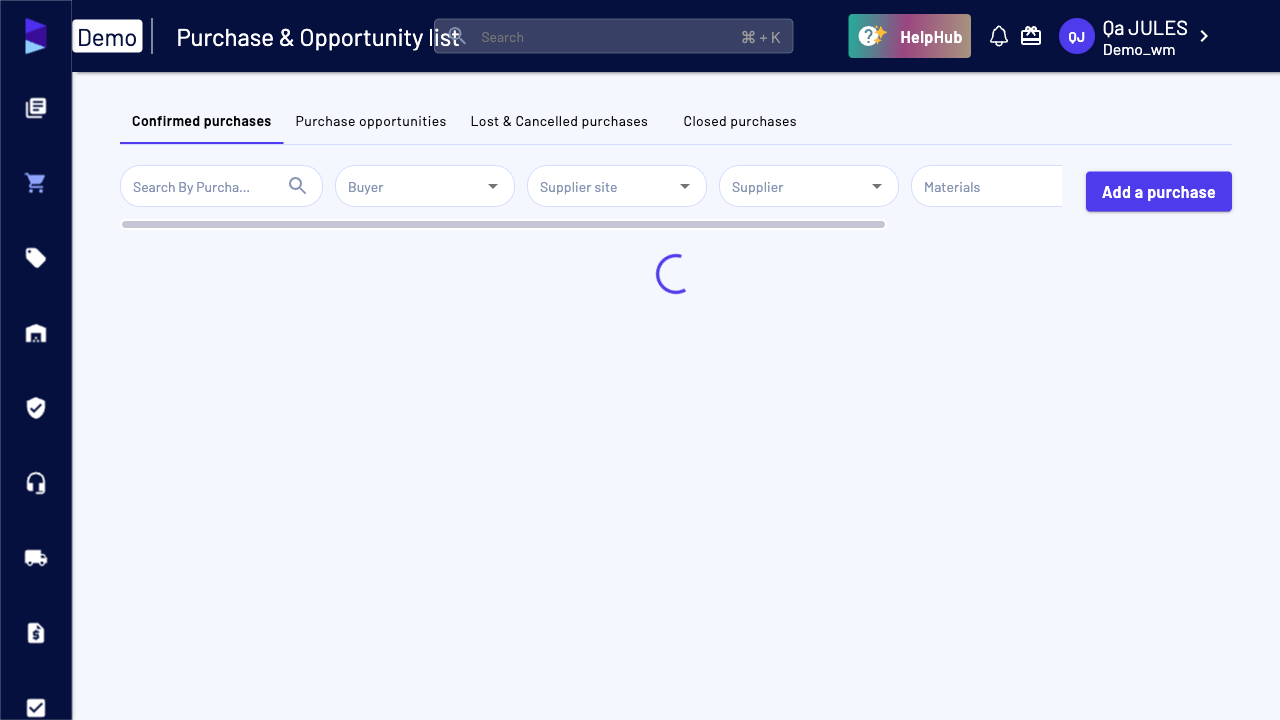 Demo
Purchase & Opportunity list
Search
⌘ + K
HelpHub
QJ
Qa JULES
Demo_wm
Confirmed purchases
Purchase opportunities
Lost & Cancelled purchases
Closed purchases
Search By Purcha...
Buyer
Supplier site
Supplier
Materials
Add a purchase